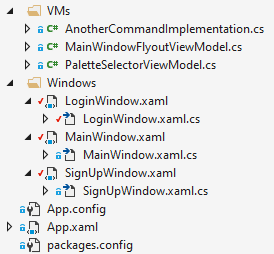 VMs
C# AnotherCommandImplementation.cs
C# MainWindowFlyoutViewModel.cs
C# PaletteSelectorViewModel.cs
Windows
LoginWindow.xaml
LoginWindow.xaml.cs
MainWindow.xaml
MainWindow.xaml.cs
SignUpWindow.xaml
SignUpWindow.xaml.cs
App.config
App.xaml
packages.config